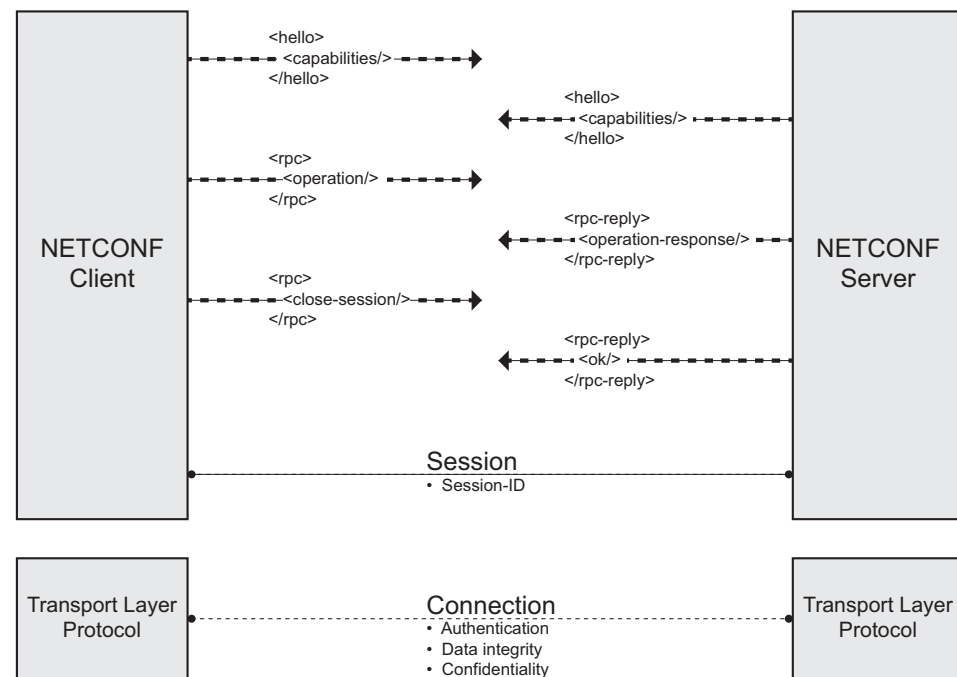 <hello>
<capabilities/>
</hello>
<hello>
<capabilities/>
</hello>
<rpc>
<operation/>
</rpc>
<rpc-reply>
<operation-response/>
</rpc-reply>
NETCONF
Client
NETCONF
Server
<rpc>
<close-session/>
</rpc>
<rpc-reply>
<ok/>
</rpc-reply>
Session
• Session-ID
Transport Layer
Protocol
Connection
• Authentication
• Data integrity
• Confidentiality
Transport Layer
Protocol